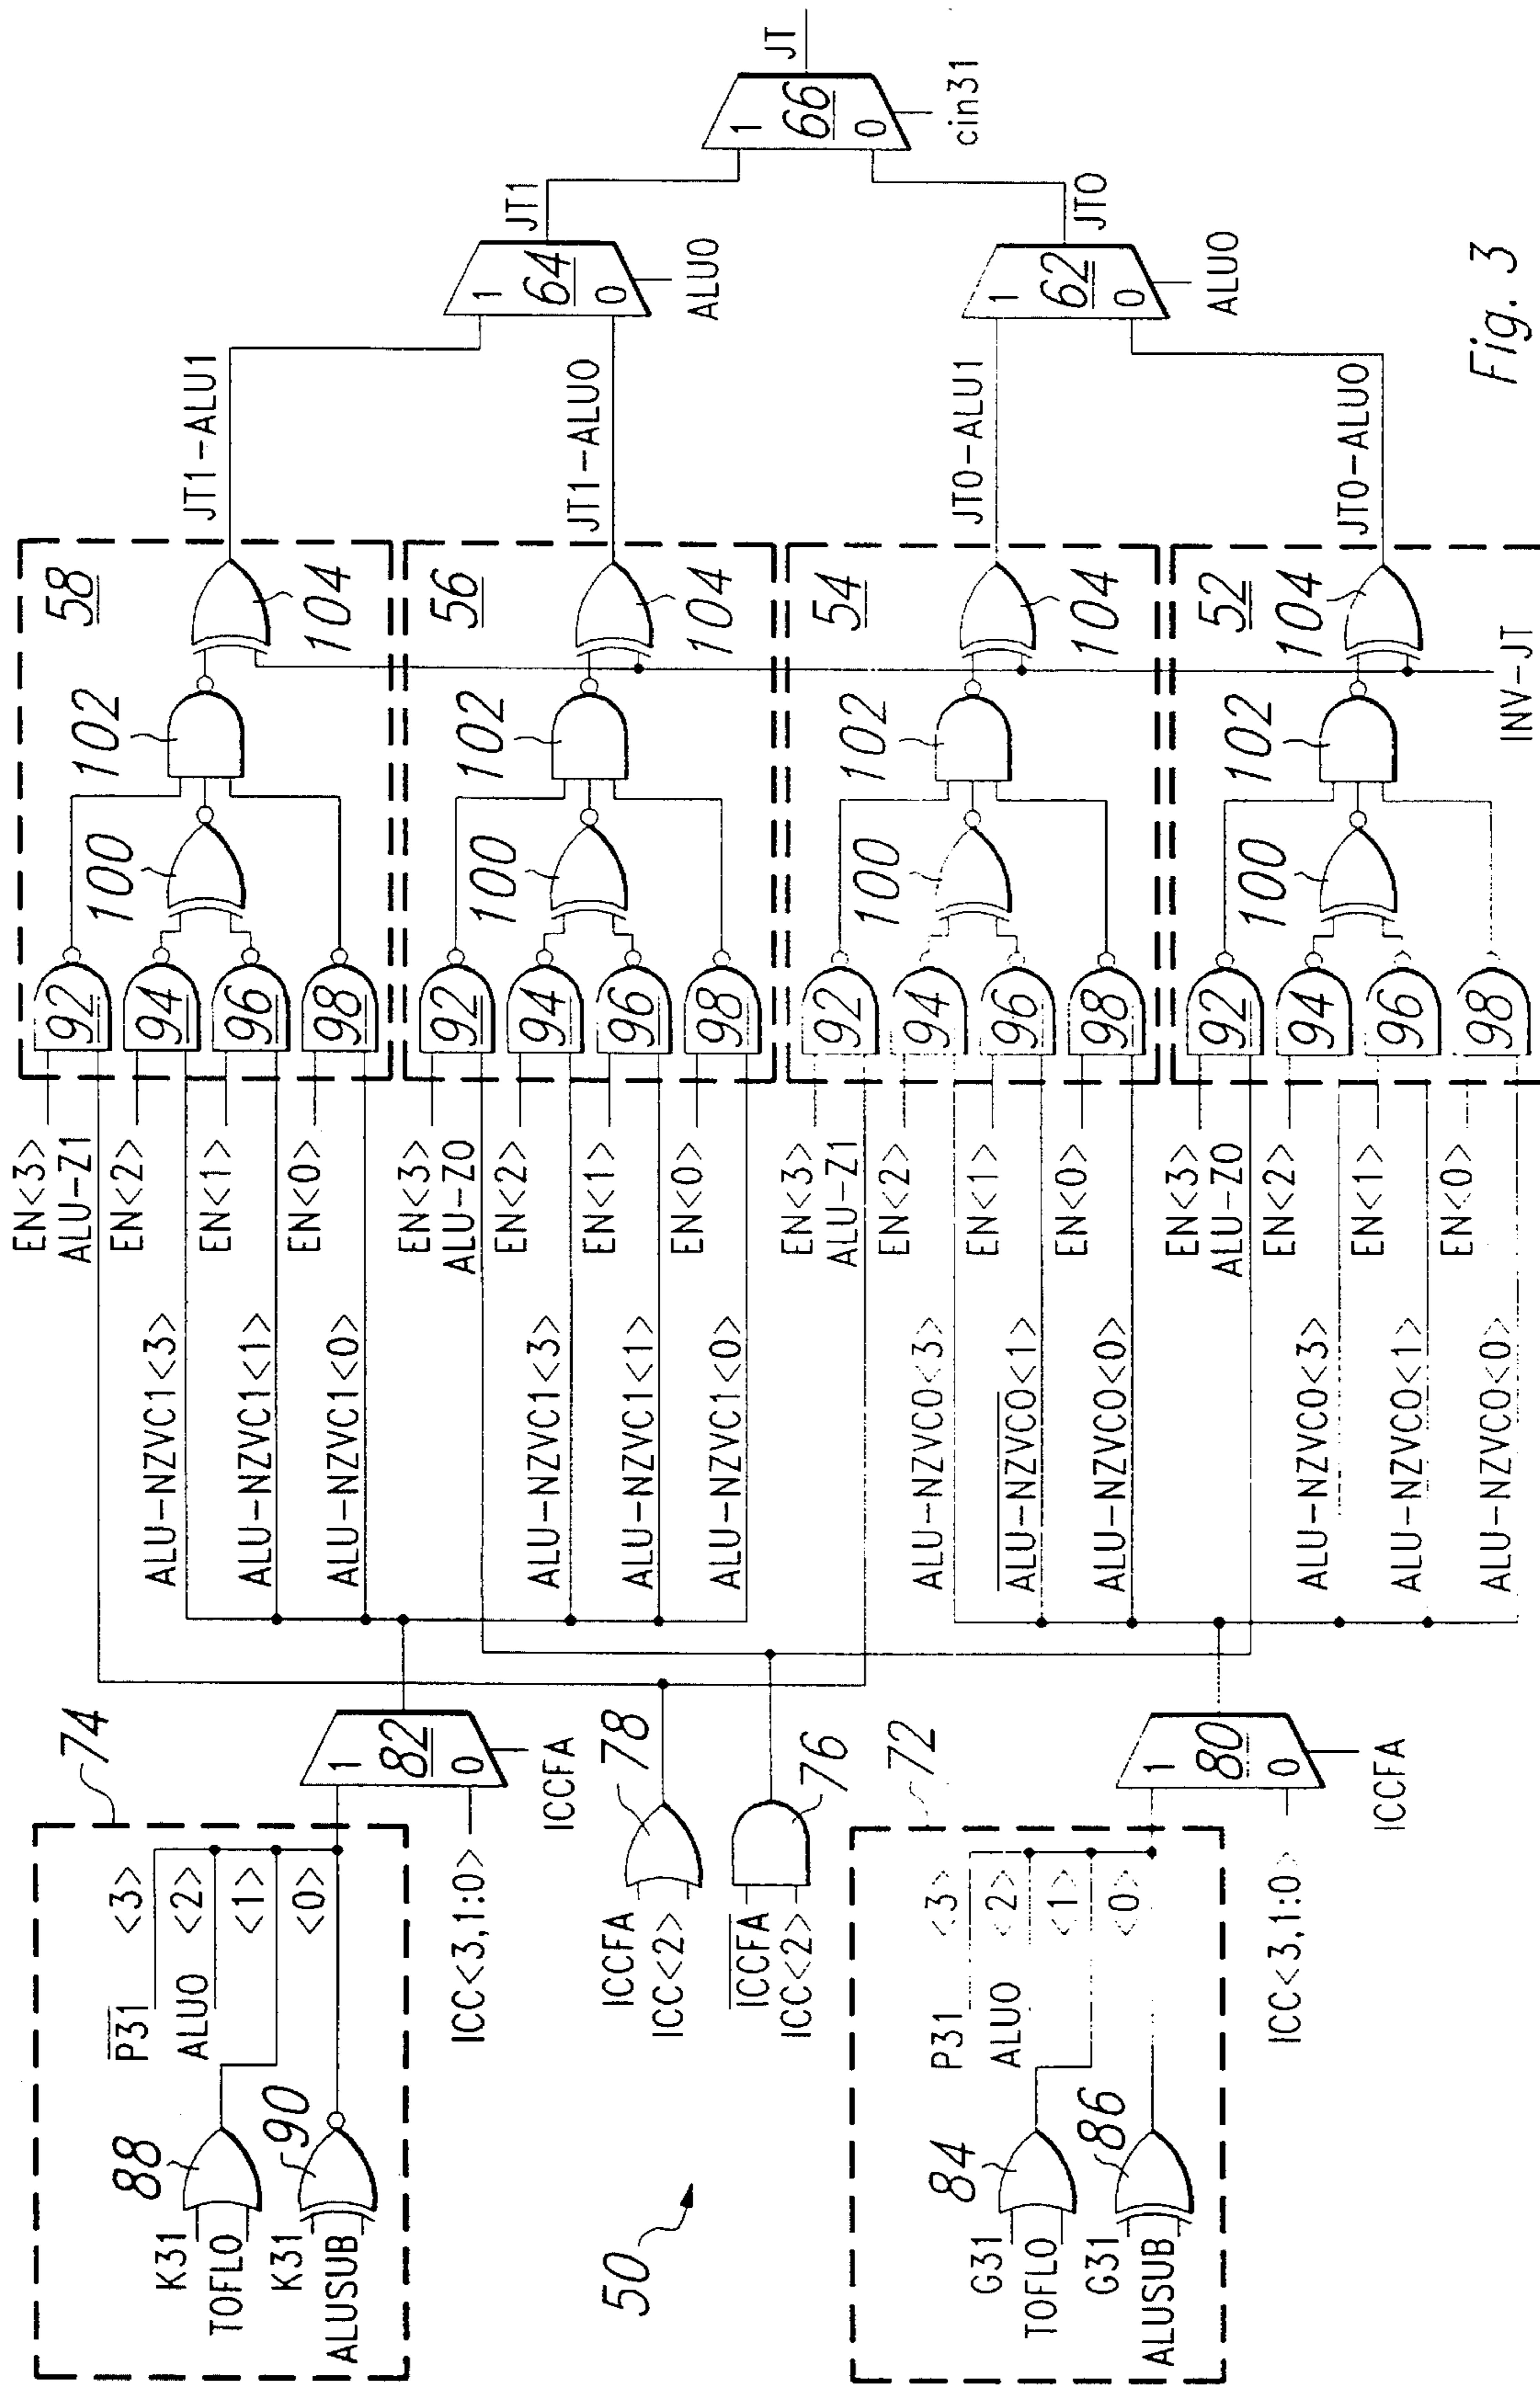 74
P31 <3>
ALU0 <2>
<1>
<0>
88
90
K31
TOFLO
K31
ALUSUB
1
82
0
ICC<3,1:0>
ICCFA
78
ICCFA
ICC<2>
76
ICCFA
ICC<2>
50
72
P31 <3>
ALU0 <2>
<1>
<0>
84
86
G31
TOFLO
G31
ALUSUB
1
80
0
ICC<3,1:0>
ICCFA
EN<3>
ALU-Z1
EN<2>
ALU-NZVC1<3>
EN<1>
ALU-NZVC1<1>
EN<0>
ALU-NZVC1<0>
92
94
96
98
100
102
104
58
JT1-ALU1
EN<3>
ALU-Z0
EN<2>
ALU-NZVC1<3>
EN<1>
ALU-NZVC1<1>
EN<0>
ALU-NZVC1<0>
92
94
96
98
100
102
104
56
JT1-ALU0
EN<3>
ALU-Z1
EN<2>
ALU-NZVC0<3>
EN<1>
ALU-NZVC0<1>
EN<0>
ALU-NZVC0<0>
92
94
96
98
100
102
104
54
JT0-ALU1
EN<3>
ALU-Z0
EN<2>
ALU-NZVC0<3>
EN<1>
ALU-NZVC0<1>
EN<0>
ALU-NZVC0<0>
92
94
96
98
100
102
104
52
JT0-ALU0
INV-JT
1
64
0
ALU0
JT1
1
62
0
ALU0
JT0
1
66
0
cin31
JT
Fig. 3